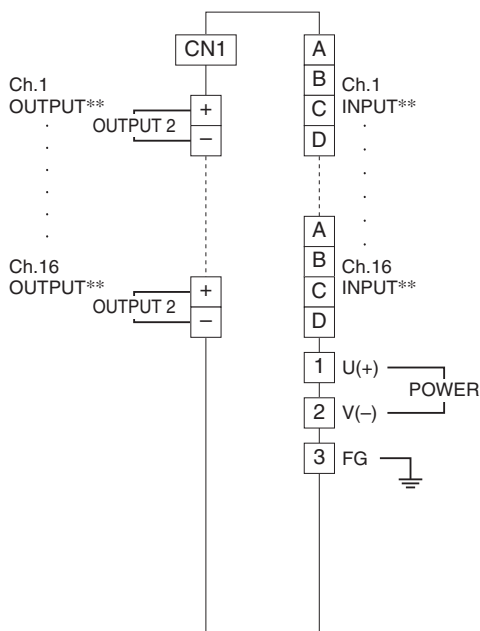 CN1
Ch.1
OUTPUT**
OUTPUT 2
+
–
Ch.16
OUTPUT**
OUTPUT 2
+
–
A
B
C
D
Ch.1
INPUT**
A
B
C
D
Ch.16
INPUT**
1 U(+)
POWER
2 V(–)
3 FG